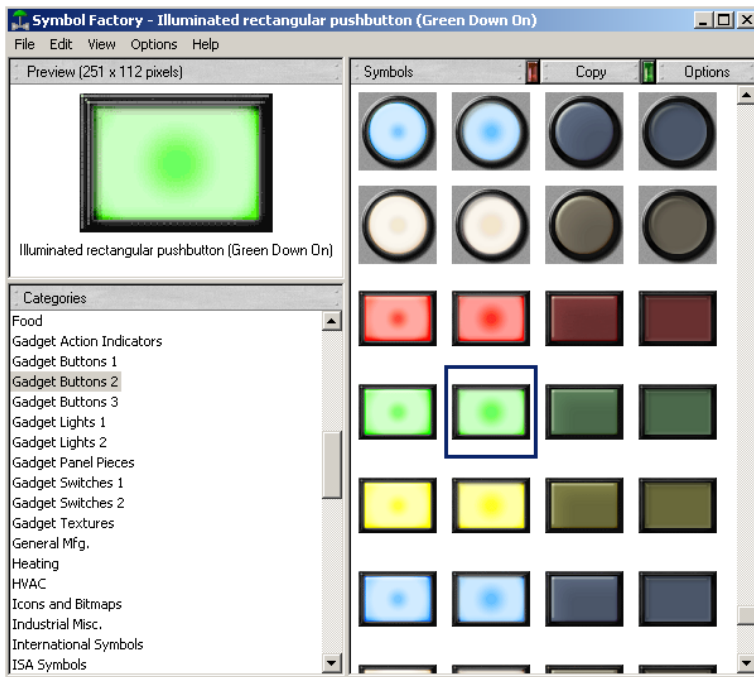 Symbol Factory - Illuminated rectangular pushbutton (Green Down On)
File Edit View Options Help
Preview (251 x 112 pixels)
Illuminated rectangular pushbutton (Green Down On)
Categories
Food
Gadget Action Indicators
Gadget Buttons 1
Gadget Buttons 2
Gadget Buttons 3
Gadget Lights 1
Gadget Lights 2
Gadget Panel Pieces
Gadget Switches 1
Gadget Switches 2
Gadget Textures
General Mfg.
Heating
HVAC
Icons and Bitmaps
Industrial Misc.
International Symbols
ISA Symbols
Symbols Copy Options